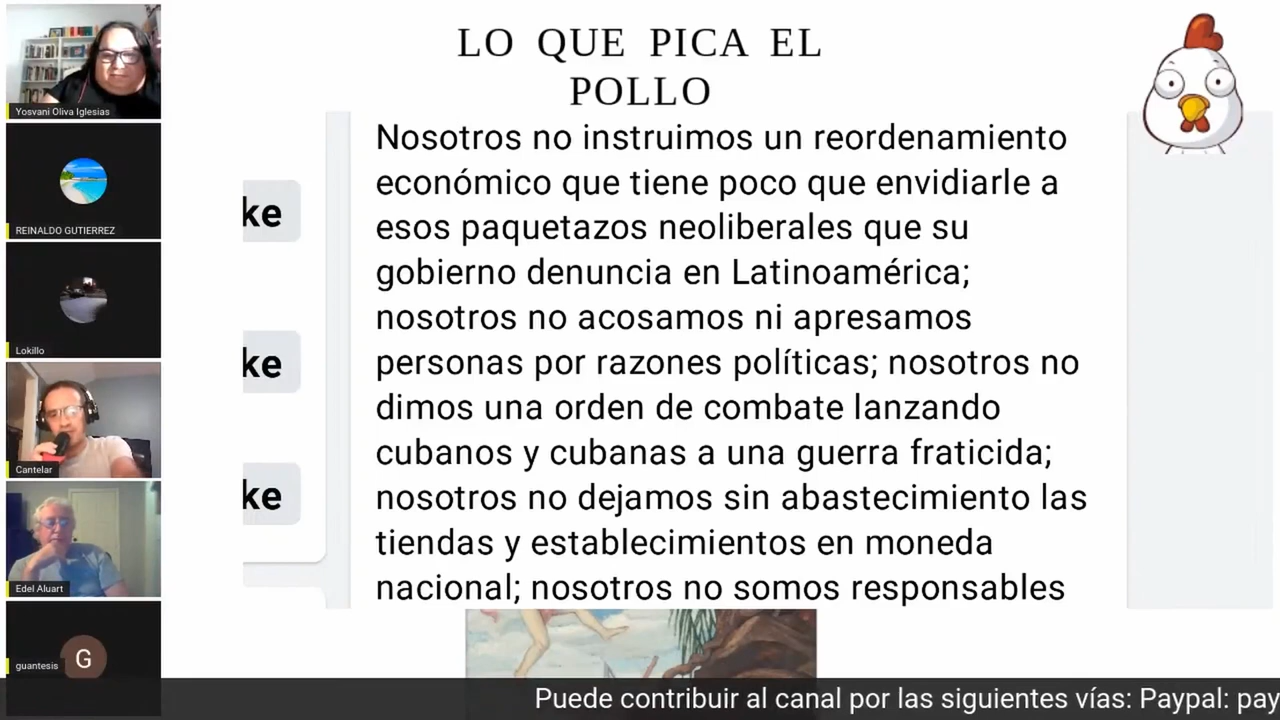 LO QUE PICA EL
POLLO
Yosvani Oliva Iglesias
REINALDO GUTIERREZ
Lokillo
Cantelar
Edel Aluart
guantesis
G
ke
ke
ke
Nosotros no instruimos un reordenamiento
económico que tiene poco que envidiarle a
esos paquetazos neoliberales que su
gobierno denuncia en Latinoamérica;
nosotros no acosamos ni apresamos
personas por razones políticas; nosotros no
dimos una orden de combate lanzando
cubanos y cubanas a una guerra fraticida;
nosotros no dejamos sin abastecimiento las
tiendas y establecimientos en moneda
nacional; nosotros no somos responsables
Puede contribuir al canal por las siguientes vías: Paypal: pay